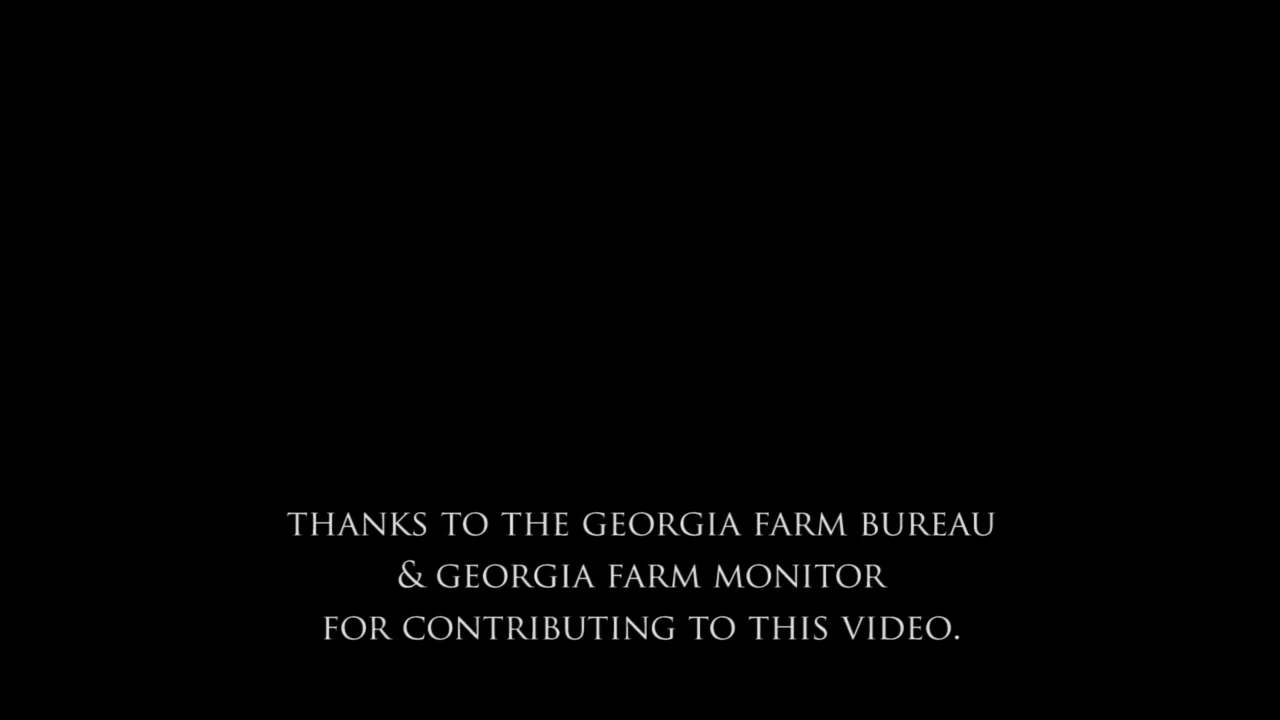 THANKS TO THE GEORGIA FARM BUREAU
& GEORGIA FARM MONITOR
FOR CONTRIBUTING TO THIS VIDEO.